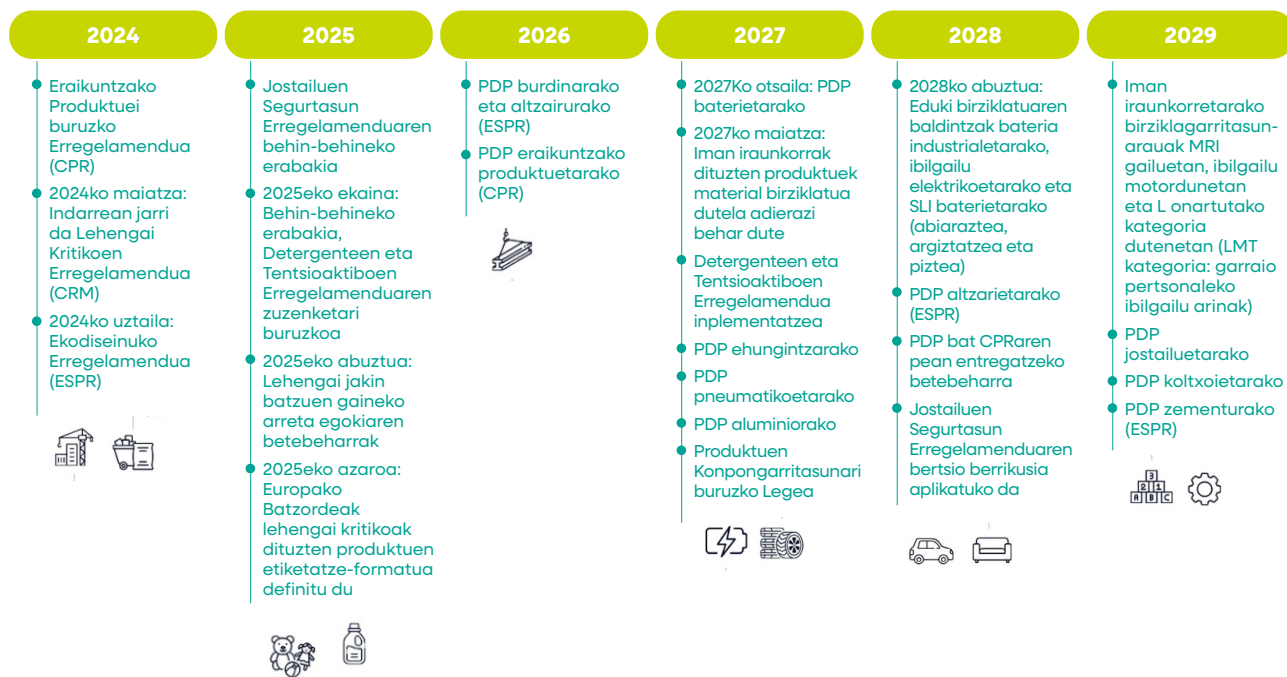 2024
Eraikuntzako
Produktuei
buruzko
Erregelamendua
(CPR)
2024ko maiatza:
Indarrean jarri
da Lehengai
Kritikoen
Erregelamendua
(CRM)
2024ko uztaila:
Ekodiseinuko
Erregelamendua
(ESPR)
2025
Jostailuen
Segurtasun
Erregelamenduaren
behin-behineko
erabakia
2025eko ekaina:
Behin-behineko
erabakia,
Detergenteen eta
Tentsioaktiboen
Erregelamenduaren
zuzenketari
buruzkoa
2025eko abuztua:
Lehengai jakin
batzuen gaineko
arreta egokiaren
betebeharrak
2025eko azaroa:
Europako
Batzordeak
lehengai kritikoak
dituzten produktuen
etiketatze-formatua
definitu du
2026
PDP burdinarako
eta altzairurako
(ESPR)
PDP eraikuntzako
produktuetarako
(CPR)
2027
2027Ko otsaila: PDP
baterietarako
2027ko maiatza:
Iman iraunkorrak
dituzten produktuek
material birziklatua
dutela adierazi
behar dute
Detergenteen eta
Tentsioaktiboen
Erregelamendua
inplementatzea
PDP ehungintzarako
PDP
pneumatikoetarako
PDP aluminiorako
Produktuen
Konpongarritasunari
buruzko Legea
2028
2028ko abuztua:
Eduki birziklatuaren
baldintzak bateria
industrialetarako,
ibilgailu
elektrikoetarako eta
SLI baterietarako
(abiaraztea,
argiztatzea eta
piztea)
PDP altzarietarako
(ESPR)
PDP bat CPRaren
pean entregatzeko
betebeharra
Jostailuen
Segurtasun
Erregelamenduaren
bertsio berrikusia
aplikatuko da
2029
Iman
iraunkorretarako
birziklagarritasun-
arauak MRI
gailuetan, ibilgailu
motordunetan
eta L onartutako
kategoria
dutenetan (LMT
kategoria: garraio
pertsonaleko
ibilgailu arinak)
PDP
jostailuetarako
PDP koltxoietarako
PDP zementurako
(ESPR)
3
2 1
A B C